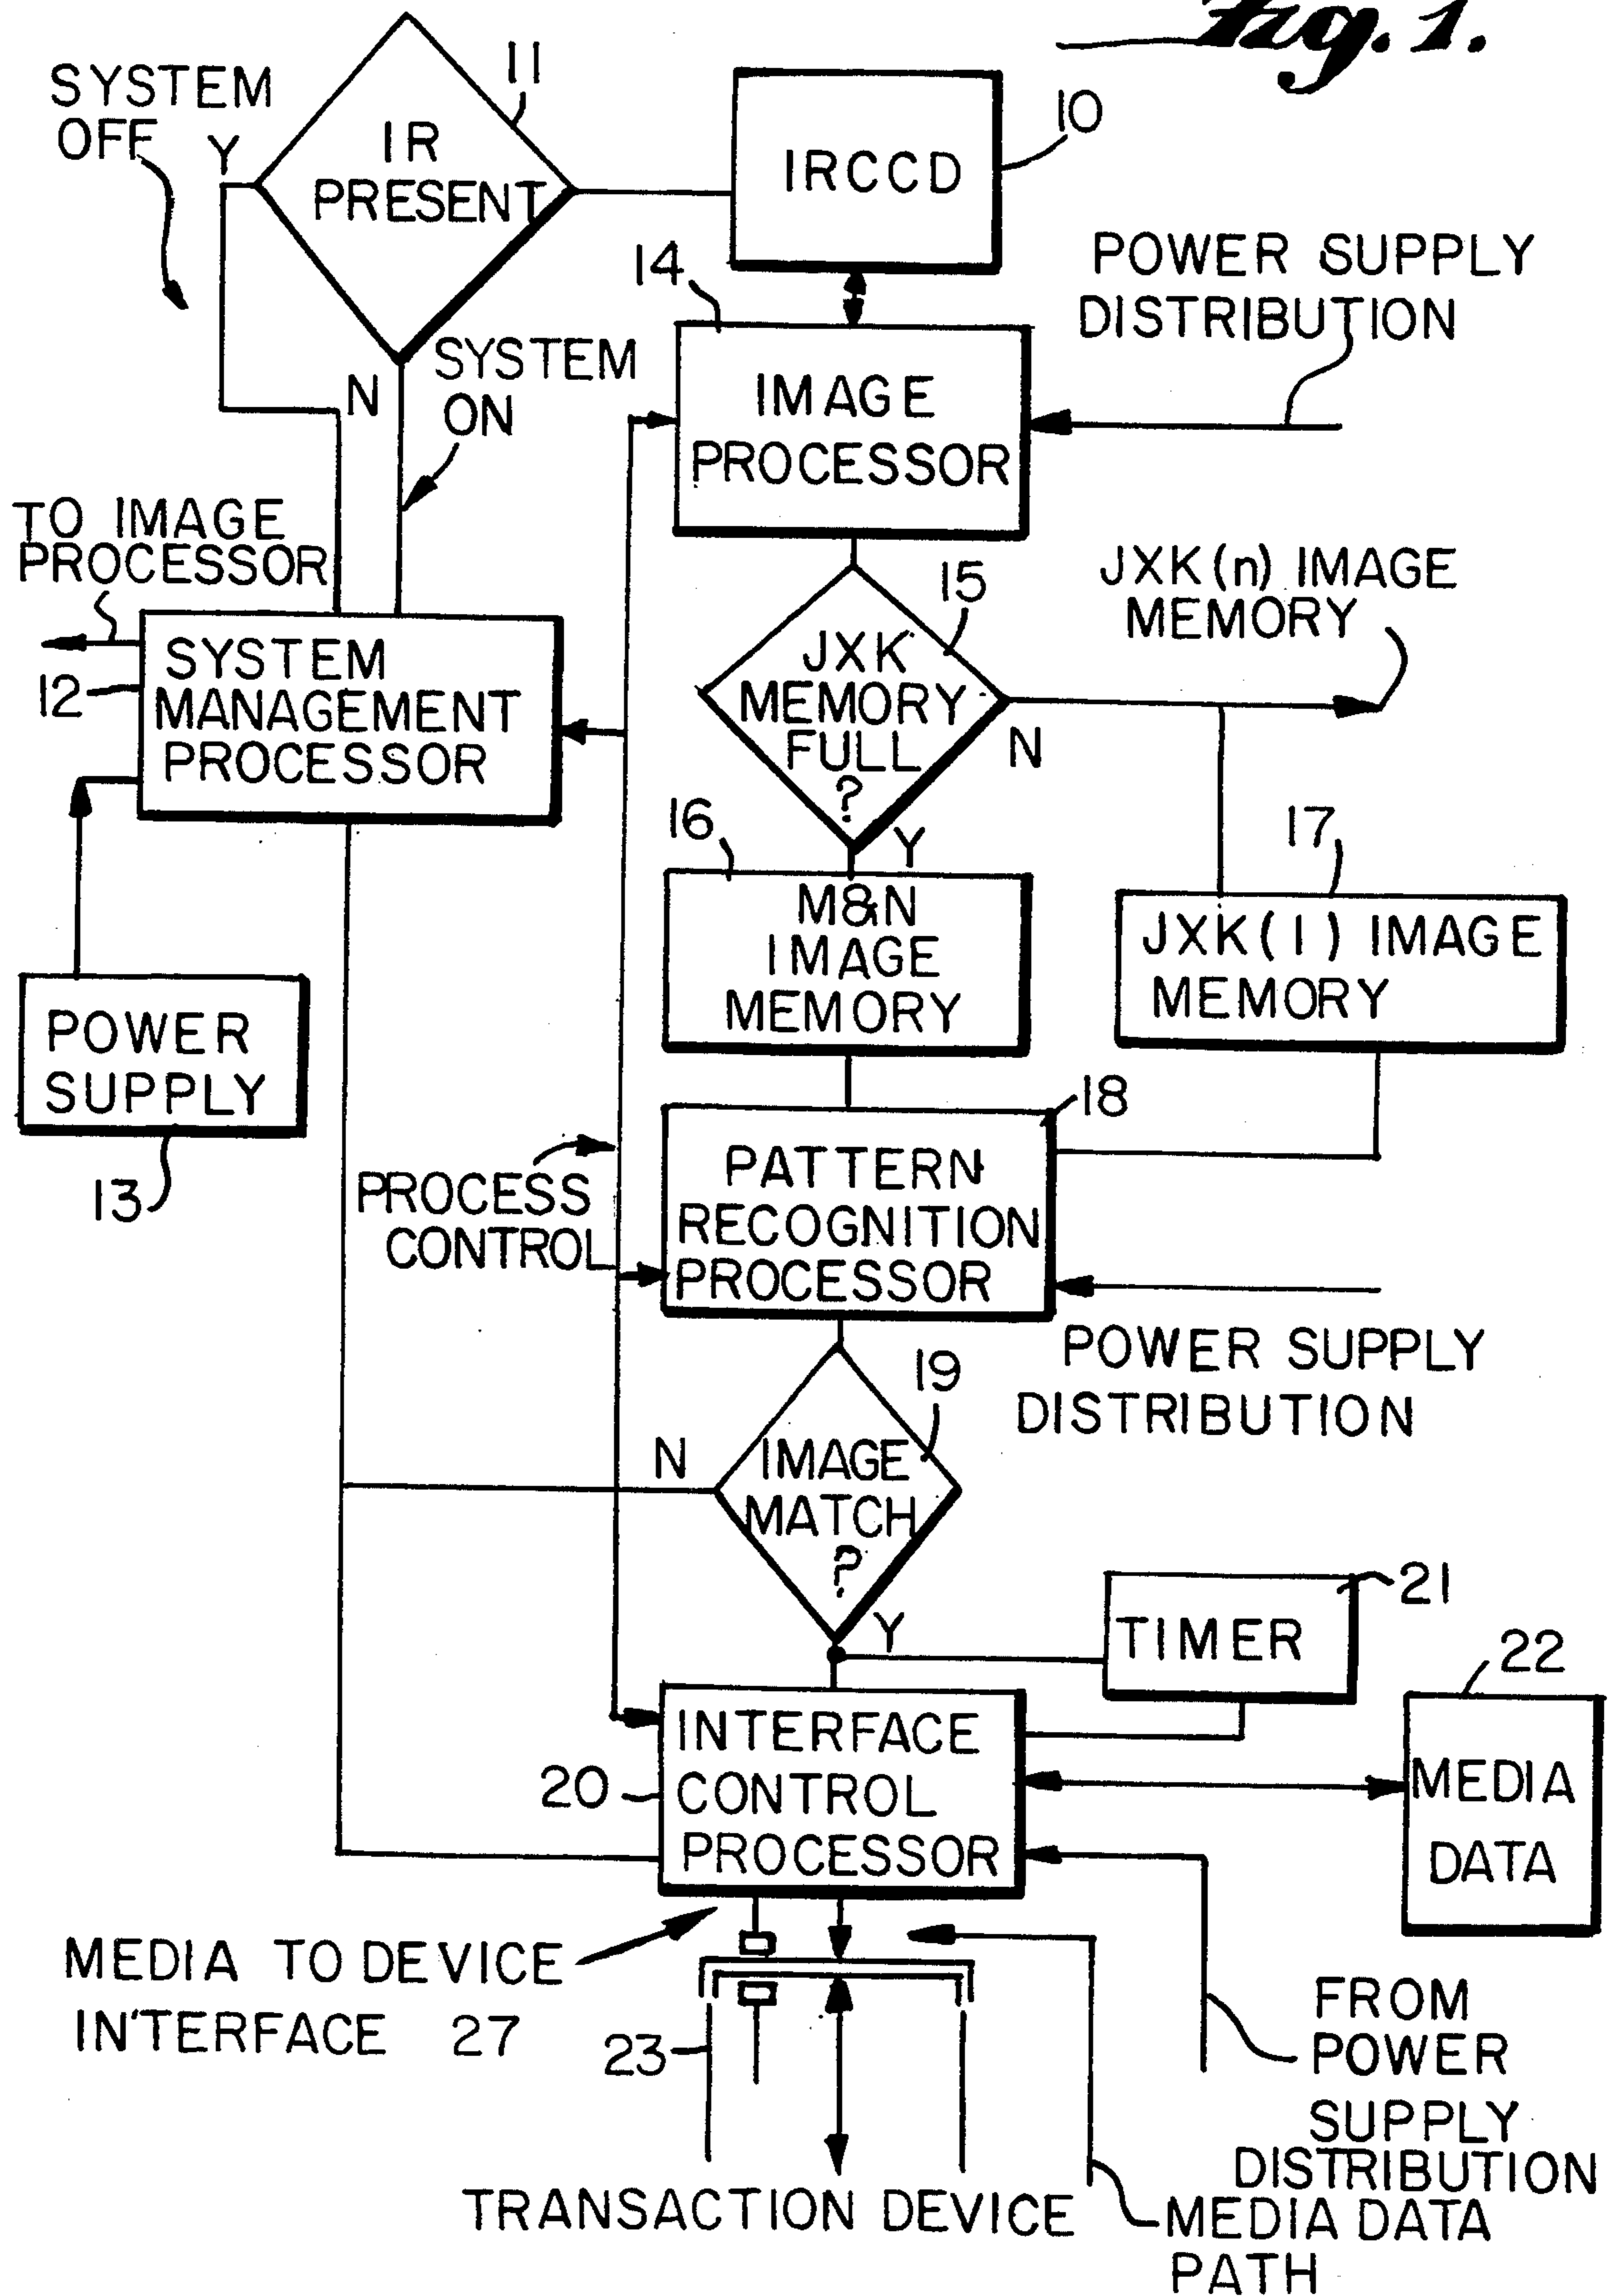 Fig. 1.
SYSTEM
OFF
Y
11
IR
PRESENT
IRCCD
10
14
POWER SUPPLY
DISTRIBUTION
N
SYSTEM
ON
IMAGE
PROCESSOR
TO IMAGE
PROCESSOR
12
SYSTEM
MANAGEMENT
PROCESSOR
15
JXK
MEMORY
FULL
?
N
Y
JXK(n) IMAGE
MEMORY
16
M&N
IMAGE
MEMORY
17
JXK(1) IMAGE
MEMORY
POWER
SUPPLY
13
PROCESS
CONTROL
18
PATTERN
RECOGNITION
PROCESSOR
POWER SUPPLY
DISTRIBUTION
19
N
IMAGE
MATCH
?
Y
21
TIMER
22
MEDIA
DATA
20
INTERFACE
CONTROL
PROCESSOR
MEDIA TO DEVICE
INTERFACE 27
23
FROM
POWER
SUPPLY
DISTRIBUTION
TRANSACTION DEVICE
MEDIA DATA
PATH